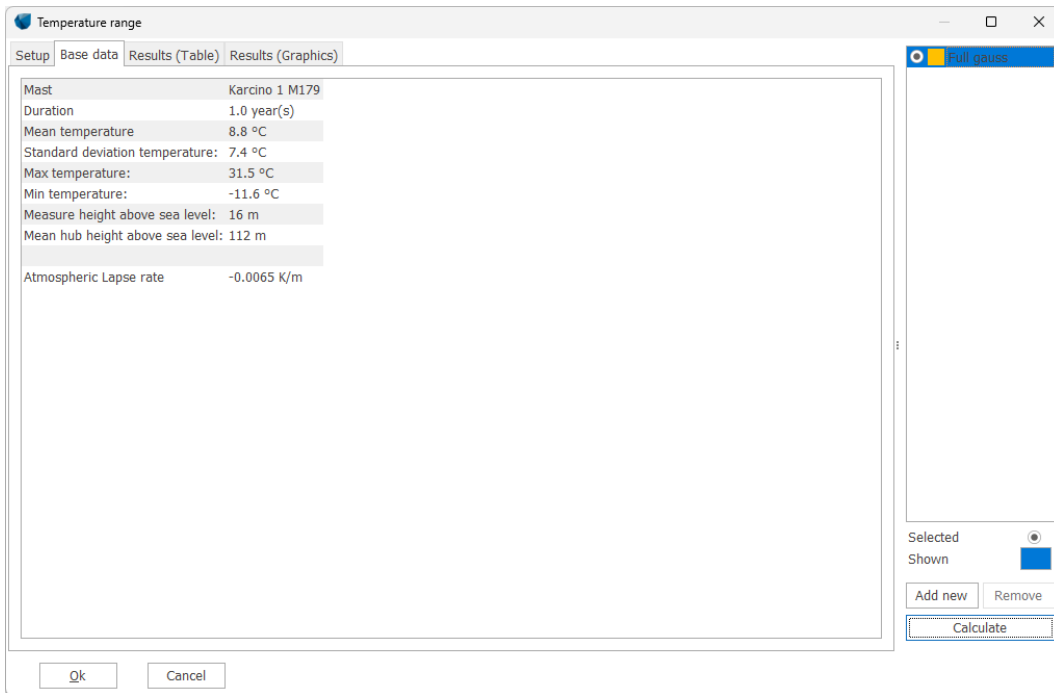 Temperature range
Setup Base data Results (Table) Results (Graphics)
Full gauss
Mast Karcino 1 M179
Duration 1.0 year(s)
Mean temperature 8.8 °C
Standard deviation temperature: 7.4 °C
Max temperature: 31.5 °C
Min temperature: -11.6 °C
Measure height above sea level: 16 m
Mean hub height above sea level: 112 m
Atmospheric Lapse rate -0.0065 K/m
Selected
Shown
Add new Remove
Calculate
Ok Cancel